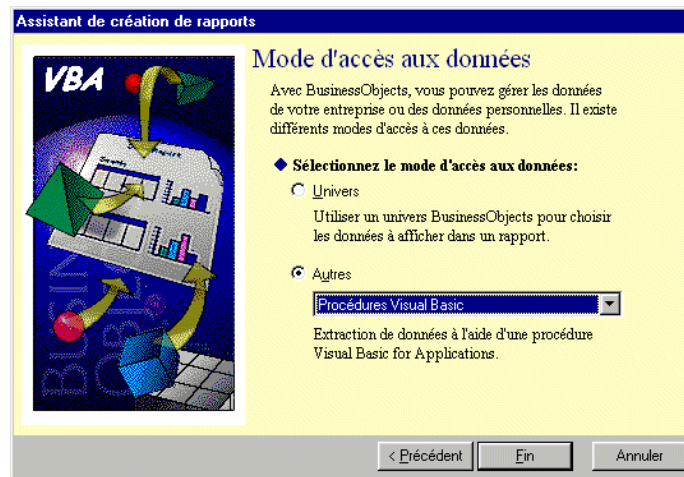 Assistant de création de rapports
VBA
Mode d'accès aux données
Avec BusinessObjects, vous pouvez gérer les données
de votre entreprise ou des données personnelles. Il existe
différents modes d'accès à ces données.
Sélectionnez le mode d'accès aux données:
Univers
Utiliser un univers BusinessObjects pour choisir
les données à afficher dans un rapport.
Autres
Procédures Visual Basic
Extraction de données à l'aide d'une procédure
Visual Basic for Applications.
< Précédent
Fin
Annuler